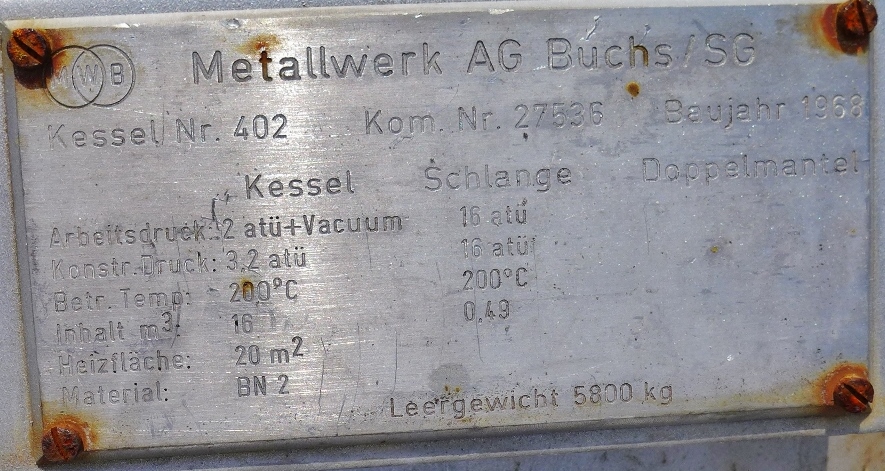 MWB Metallwerk AG Buchs/SG
Kessel Nr. 402 Kom. Nr. 27536 Baujahr 1968
Kessel Schlange Doppelmantel
Arbeitsdruck: 2 atü+Vacuum 16 atü
Konstr. Druck: 3,2 atü 16 atü
Betr. Temp: 200°C 200°C
Inhalt m³: 16 0,49
Heizfläche: 20 m²
Material: BN 2
Leergewicht 5800 kg